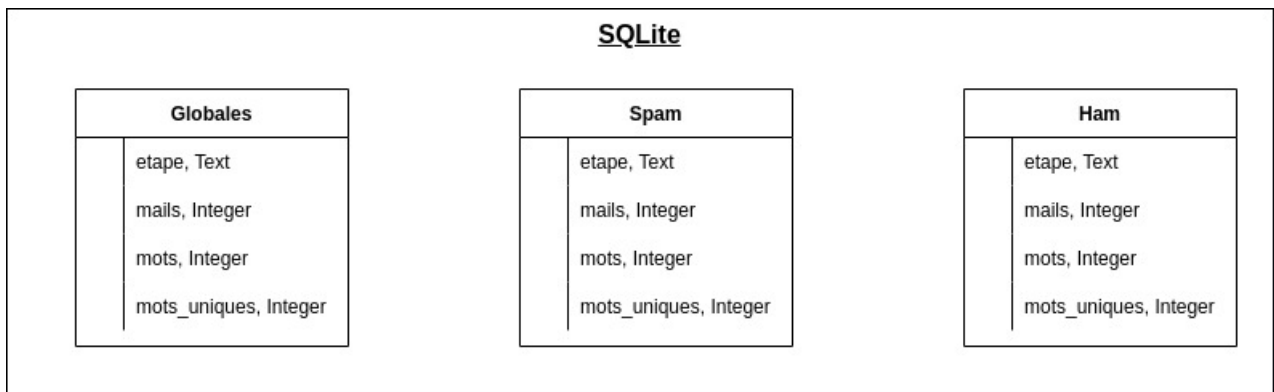 SQLite
Globales
etape, Text
mails, Integer
mots, Integer
mots_uniques, Integer
Spam
etape, Text
mails, Integer
mots, Integer
mots_uniques, Integer
Ham
etape, Text
mails, Integer
mots, Integer
mots_uniques, Integer